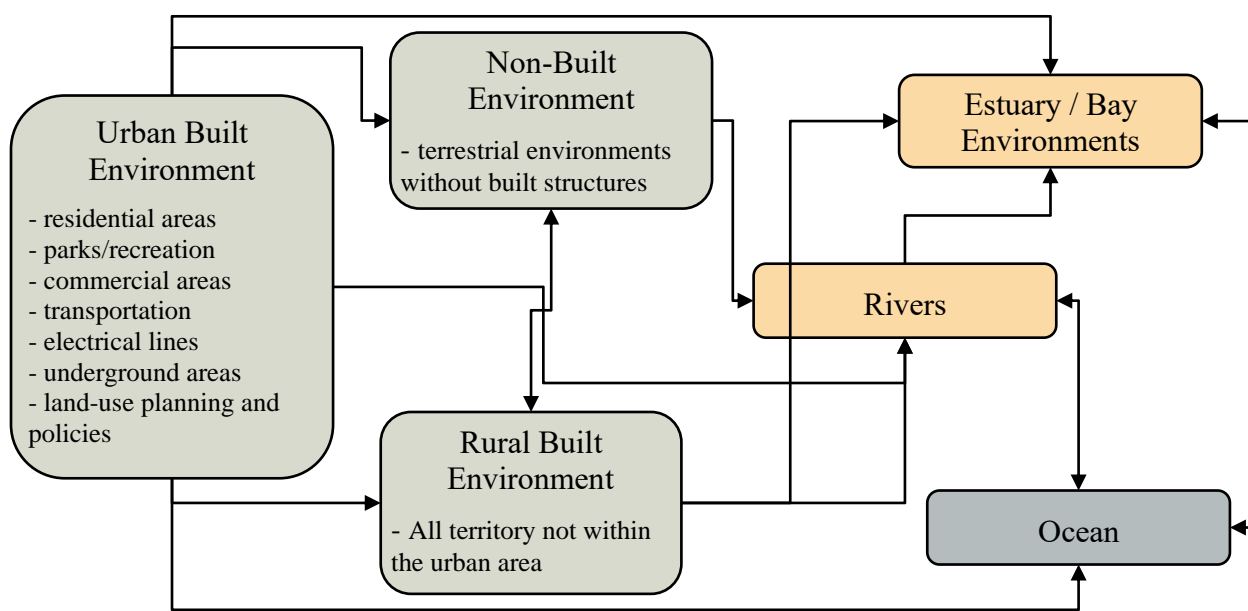 Urban Built
Environment
- residential areas
- parks/recreation
- commercial areas
- transportation
- electrical lines
- underground areas
- land-use planning and
policies
Non-Built
Environment
- terrestrial environments
without built structures
Rural Built
Environment
- All territory not within
the urban area
Estuary / Bay
Environments
Rivers
Ocean